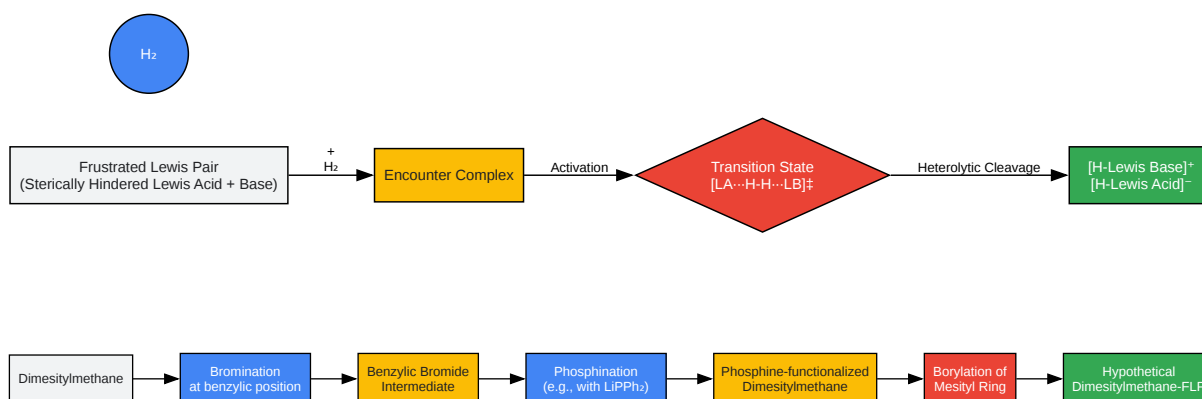 H₂
Frustrated Lewis Pair
(Sterically Hindered Lewis Acid + Base)
+
H₂
Encounter Complex
Activation
Transition State
[LA···H-H···LB]‡
Heterolytic Cleavage
[H-Lewis Base]⁺
[H-Lewis Acid]⁻
Dimesitylmethane
Bromination
at benzylic position
Benzylic Bromide
Intermediate
Phosphination
(e.g., with LiPPh₂)
Phosphine-functionalized
Dimesitylmethane
Borylation of
Mesityl Ring
Hypothetical
Dimesitylmethane-FLP